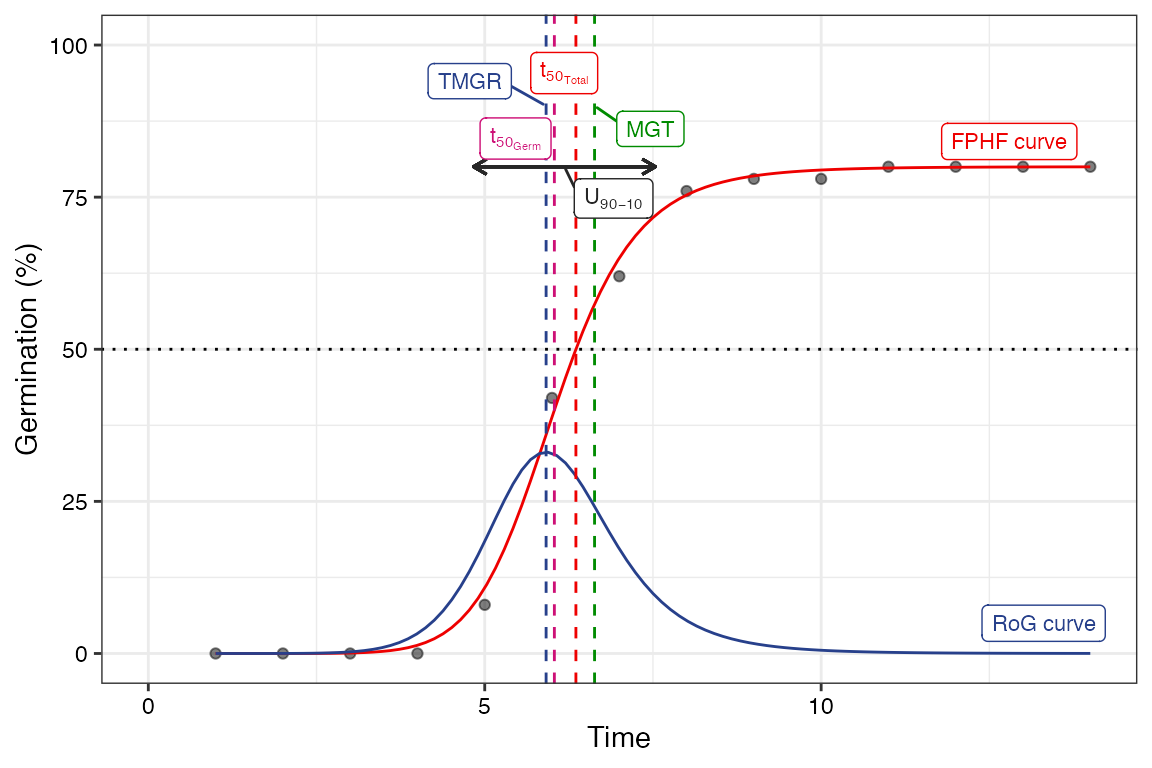 100
75
50
25
0
Germination (%)
TMGR
t50Total
t50Germ
MGT
U90−10
FPHF curve
RoG curve
0
5
10
Time